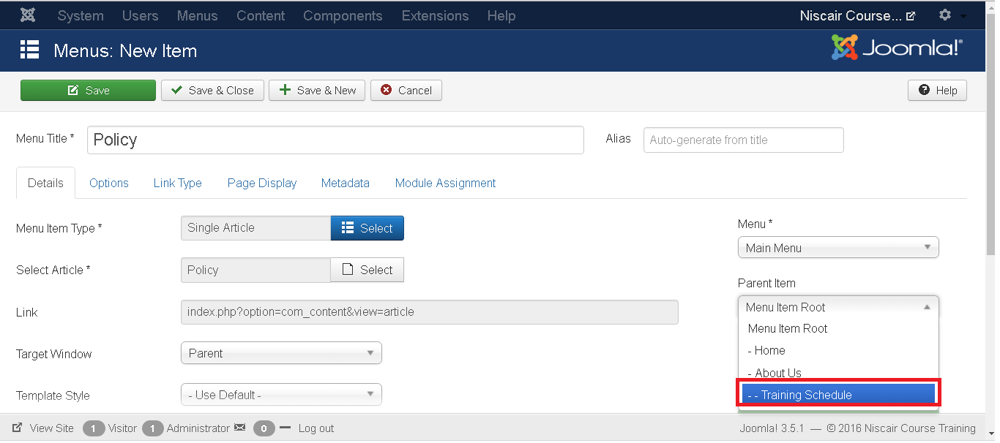 System Users Menus Content Components Extensions Help Niscair Course...
Menus: New Item Joomla!®
Save Save & Close Save & New Cancel Help
Menu Title * Policy Alias Auto-generate from title
Details Options Link Type Page Display Metadata Module Assignment
Menu Item Type * Single Article Select
Menu *
Main Menu
Select Article * Policy Select
Parent Item
Menu Item Root
Link index.php?option=com_content&view=article
Menu Item Root
- Home
Target Window Parent
- About Us
Template Style - Use Default -
- - Training Schedule
View Site 1 Visitor 1 Administrator 0 Log out Joomla! 3.5.1 — © 2016 Niscair Course Training